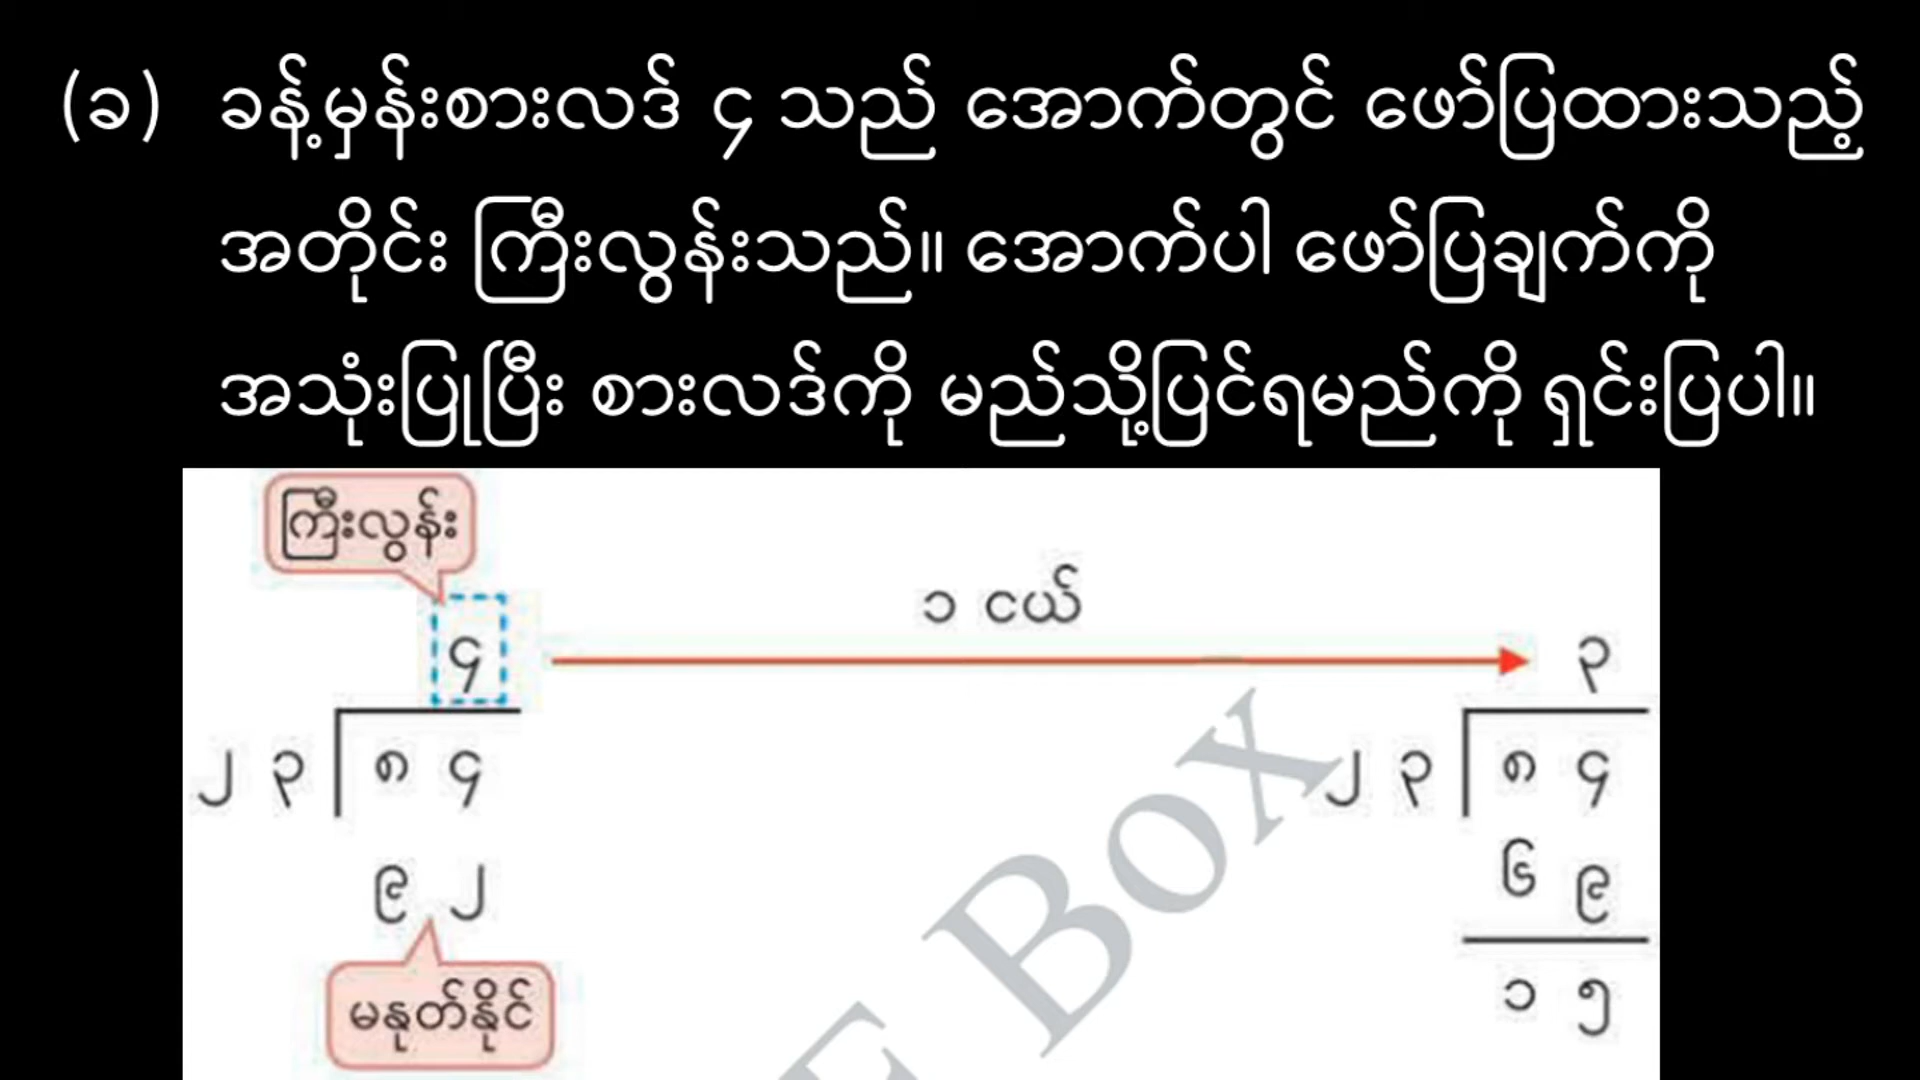 (ခ) ခန့်မှန်းစားလဒ် ၄ သည် အောက်တွင် ဖော်ပြထားသည့်
အတိုင်း ကြီးလွန်းသည်။ အောက်ပါ ဖော်ပြချက်ကို
အသုံးပြုပြီး စားလဒ်ကို မည်သို့ပြင်ရမည်ကို ရှင်းပြပါ။
ကြီးလွန်း
၁ ငယ်
၄ ၃
၂ ၃ ၈ ၄ ၂ ၃ ၈ ၄
၉ ၂ ၆ ၉
မနုတ်နိုင် ၁ ၅
BOX